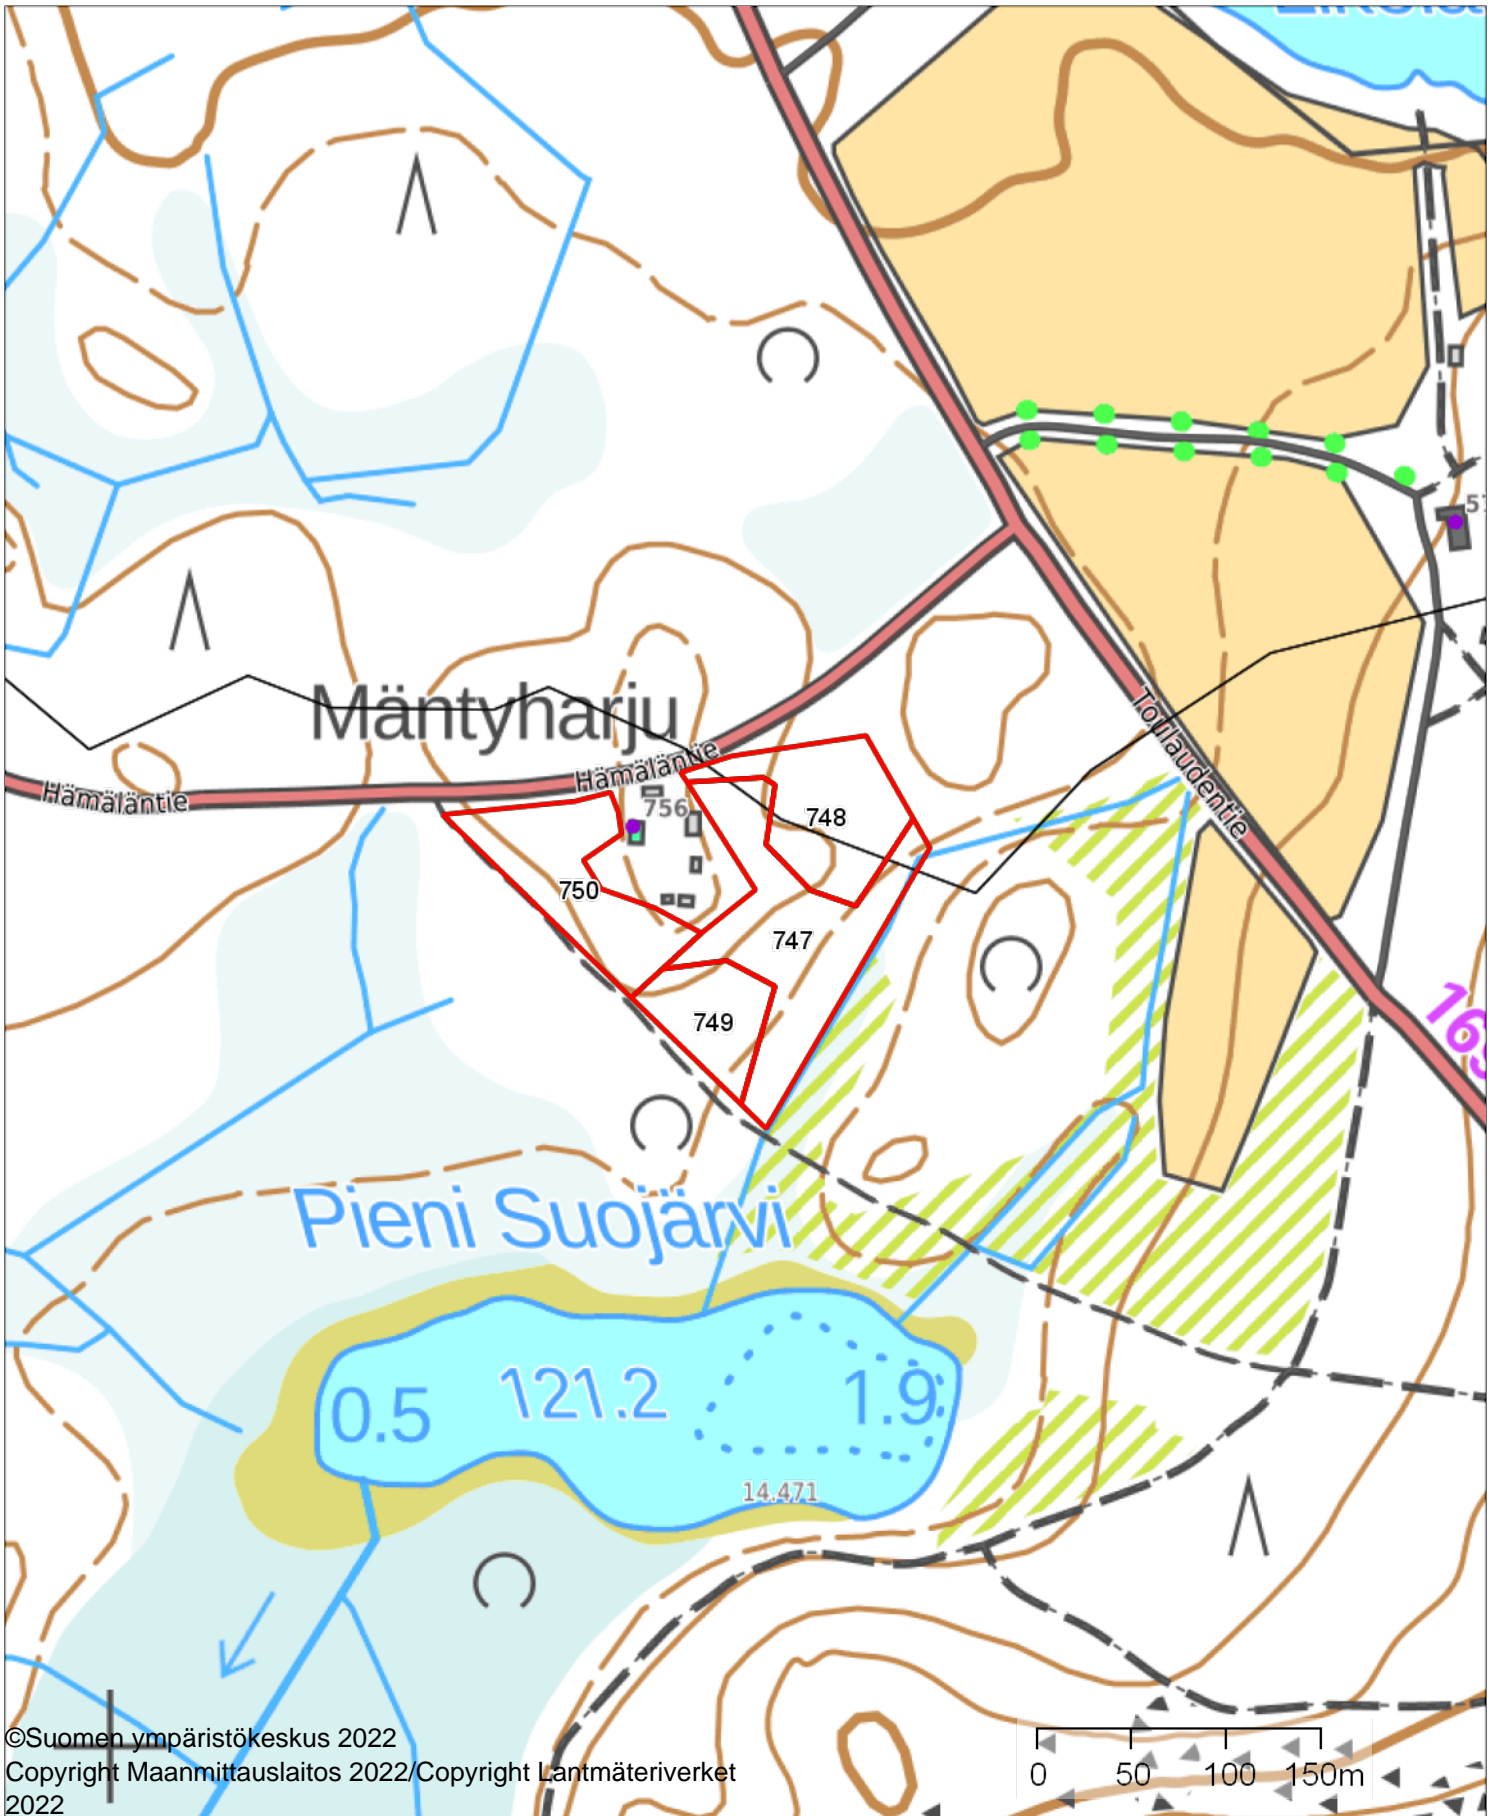 Mäntyharju
Hämäläntie
Hämäläntie
Toulaudentie
756
748
750
747
749
Pieni Suojärvi
0.5
121.2
1.9
14.471
©Suomen ympäristökeskus 2022
Copyright Maanmittauslaitos 2022/Copyright Lantmäteriverket
2022
0 50 100 150m